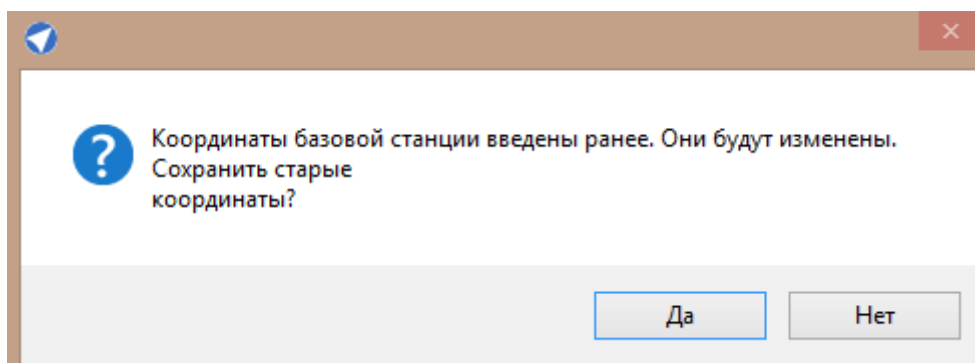 Координаты базовой станции введены ранее. Они будут изменены.
Сохранить старые
координаты?
Да
Нет